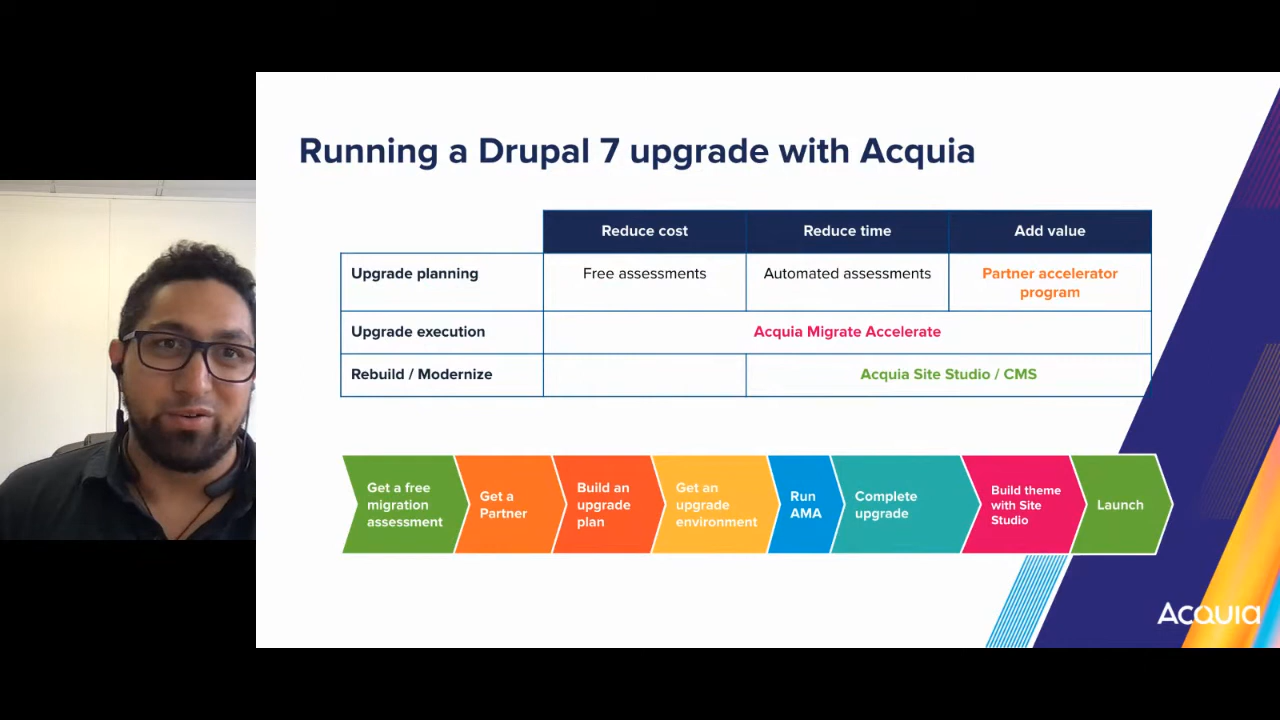 Running a Drupal 7 upgrade with Acquia
Reduce cost
Reduce time
Add value
Upgrade planning
Free assessments
Automated assessments
Partner accelerator
program
Upgrade execution
Acquia Migrate Accelerate
Rebuild / Modernize
Acquia Site Studio / CMS
Get a free
migration
assessment
Get a
Partner
Build an
upgrade
plan
Get an
upgrade
environment
Run
AMA
Complete
upgrade
Build theme
with Site
Studio
Launch
Acquia